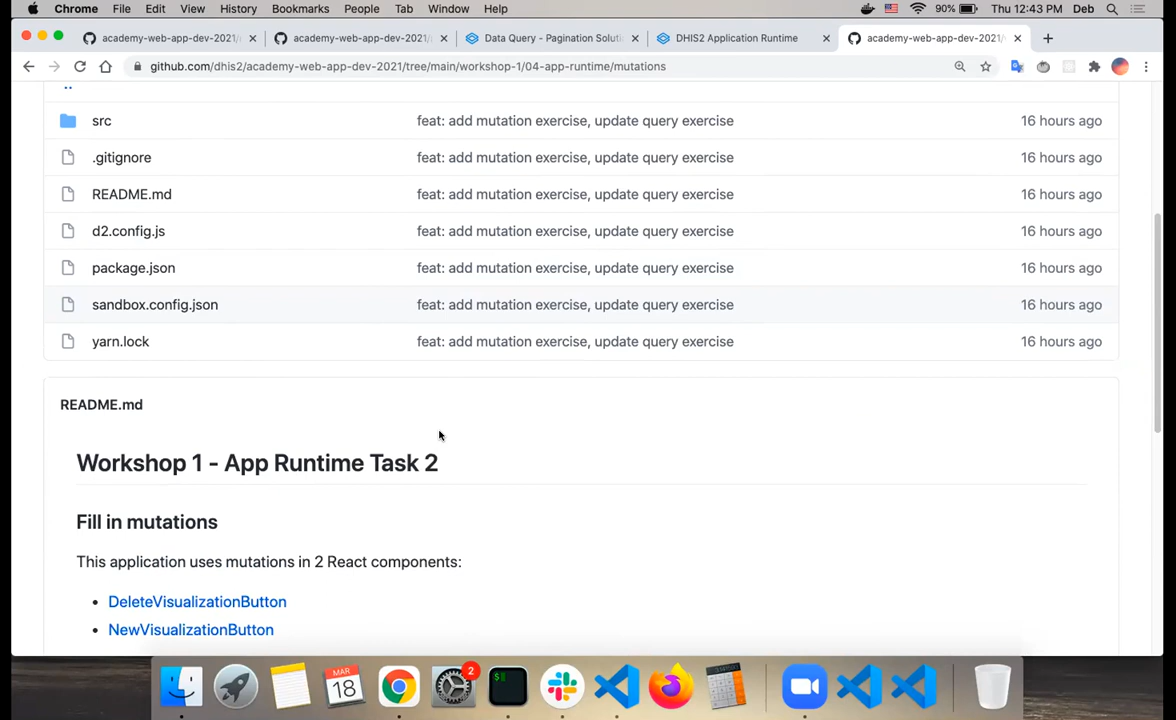 Chrome File Edit View History Bookmarks People Tab Window Help 90% Thu 12:43 PM Deb
academy-web-app-dev-2021/ academy-web-app-dev-2021/ Data Query - Pagination Soluti DHIS2 Application Runtime academy-web-app-dev-2021/
github.com/dhis2/academy-web-app-dev-2021/tree/main/workshop-1/04-app-runtime/mutations
..
src feat: add mutation exercise, update query exercise 16 hours ago
.gitignore feat: add mutation exercise, update query exercise 16 hours ago
README.md feat: add mutation exercise, update query exercise 16 hours ago
d2.config.js feat: add mutation exercise, update query exercise 16 hours ago
package.json feat: add mutation exercise, update query exercise 16 hours ago
sandbox.config.json feat: add mutation exercise, update query exercise 16 hours ago
yarn.lock feat: add mutation exercise, update query exercise 16 hours ago
README.md
Workshop 1 - App Runtime Task 2
Fill in mutations
This application uses mutations in 2 React components:
• DeleteVisualizationButton
• NewVisualizationButton
MAR
18
2
$